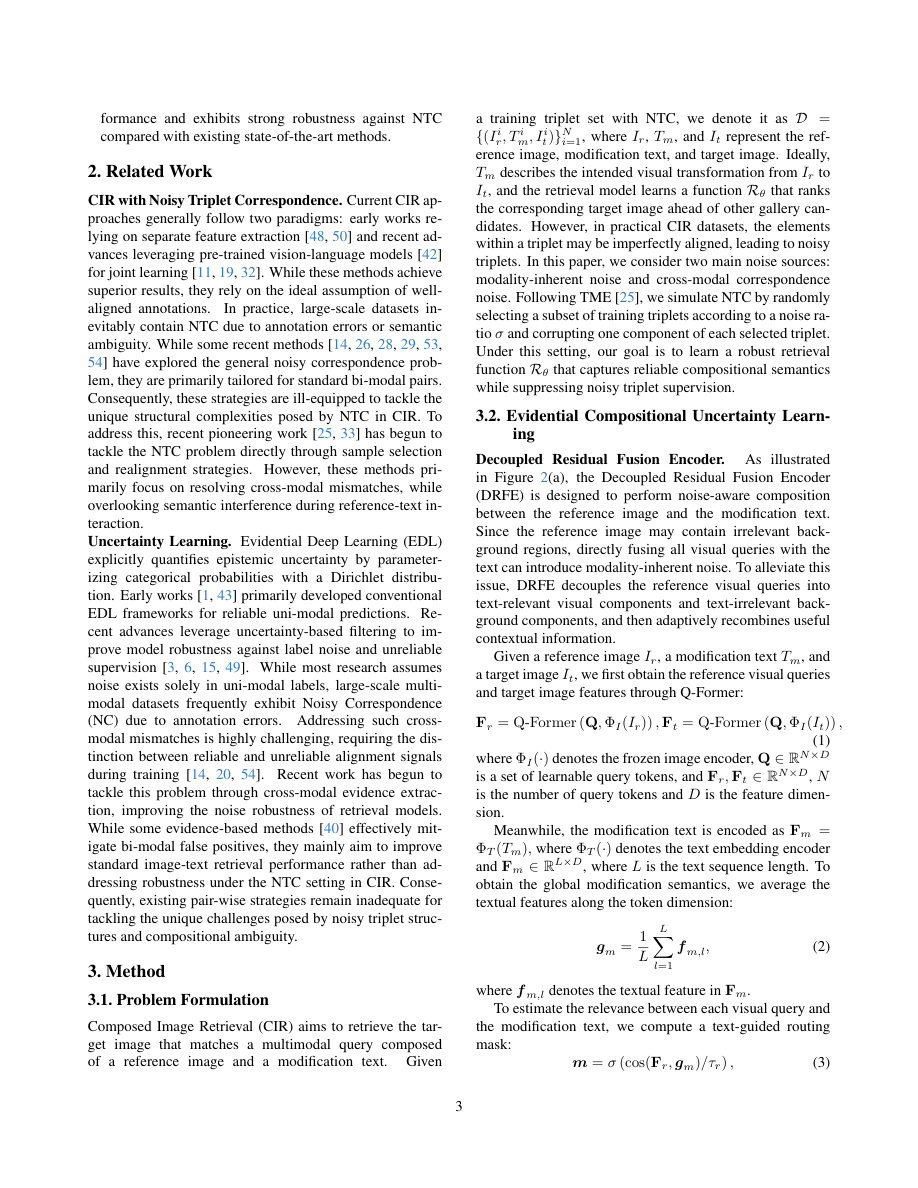 formance and exhibits strong robustness against NTC
compared with existing state-of-the-art methods.
2. Related Work
CIR with Noisy Triplet Correspondence. Current CIR ap-
proaches generally follow two paradigms: early works re-
lying on separate feature extraction [48, 50] and recent ad-
vances leveraging pre-trained vision-language models [42]
for joint learning [11, 19, 32]. While these methods achieve
superior results, they rely on the ideal assumption of well-
aligned annotations. In practice, large-scale datasets in-
evitably contain NTC due to annotation errors or semantic
ambiguity. While some recent methods [14, 26, 28, 29, 53,
54] have explored the general noisy correspondence prob-
lem, they are primarily tailored for standard bi-modal pairs.
Consequently, these strategies are ill-equipped to tackle the
unique structural complexities posed by NTC in CIR. To
address this, recent pioneering work [25, 33] has begun to
tackle the NTC problem directly through sample selection
and realignment strategies. However, these methods pri-
marily focus on resolving cross-modal mismatches, while
overlooking semantic interference during reference-text in-
teraction.
Uncertainty Learning. Evidential Deep Learning (EDL)
explicitly quantifies epistemic uncertainty by parameter-
izing categorical probabilities with a Dirichlet distribu-
tion. Early works [1, 43] primarily developed conventional
EDL frameworks for reliable uni-modal predictions. Re-
cent advances leverage uncertainty-based filtering to im-
prove model robustness against label noise and unreliable
supervision [3, 6, 15, 49]. While most research assumes
noise exists solely in uni-modal labels, large-scale multi-
modal datasets frequently exhibit Noisy Correspondence
(NC) due to annotation errors. Addressing such cross-
modal mismatches is highly challenging, requiring the dis-
tinction between reliable and unreliable alignment signals
during training [14, 20, 54]. Recent work has begun to
tackle this problem through cross-modal evidence extrac-
tion, improving the noise robustness of retrieval models.
While some evidence-based methods [40] effectively mit-
igate bi-modal false positives, they mainly aim to improve
standard image-text retrieval performance rather than ad-
dressing robustness under the NTC setting in CIR. Conse-
quently, existing pair-wise strategies remain inadequate for
tackling the unique challenges posed by noisy triplet struc-
tures and compositional ambiguity.
3. Method
3.1. Problem Formulation
Composed Image Retrieval (CIR) aims to retrieve the tar-
get image that matches a multimodal query composed
of a reference image and a modification text. Given
a training triplet set with NTC, we denote it as 𝒟 =
{(I_r^i, T_m^i, I_t^i)}_{i=1}^N, where I_r, T_m, and I_t represent the ref-
erence image, modification text, and target image. Ideally,
T_m describes the intended visual transformation from I_r to
I_t, and the retrieval model learns a function ℛ_θ that ranks
the corresponding target image ahead of other gallery can-
didates. However, in practical CIR datasets, the elements
within a triplet may be imperfectly aligned, leading to noisy
triplets. In this paper, we consider two main noise sources:
modality-inherent noise and cross-modal correspondence
noise. Following TME [25], we simulate NTC by randomly
selecting a subset of training triplets according to a noise ra-
tio σ and corrupting one component of each selected triplet.
Under this setting, our goal is to learn a robust retrieval
function ℛ_θ that captures reliable compositional semantics
while suppressing noisy triplet supervision.
3.2. Evidential Compositional Uncertainty Learn-
ing
Decoupled Residual Fusion Encoder. As illustrated
in Figure 2(a), the Decoupled Residual Fusion Encoder
(DRFE) is designed to perform noise-aware composition
between the reference image and the modification text.
Since the reference image may contain irrelevant back-
ground regions, directly fusing all visual queries with the
text can introduce modality-inherent noise. To alleviate this
issue, DRFE decouples the reference visual queries into
text-relevant visual components and text-irrelevant back-
ground components, and then adaptively recombines useful
contextual information.
Given a reference image I_r, a modification text T_m, and
a target image I_t, we first obtain the reference visual queries
and target image features through Q-Former:
F_r = Q-Former (Q, Φ_I(I_r)) , F_t = Q-Former (Q, Φ_I(I_t)) ,
(1)
where Φ_I(·) denotes the frozen image encoder, Q ∈ ℝ^{N×D}
is a set of learnable query tokens, and F_r, F_t ∈ ℝ^{N×D}, N
is the number of query tokens and D is the feature dimen-
sion.
Meanwhile, the modification text is encoded as F_m =
Φ_T(T_m), where Φ_T(·) denotes the text embedding encoder
and F_m ∈ ℝ^{L×D}, where L is the text sequence length. To
obtain the global modification semantics, we average the
textual features along the token dimension:
g_m = \frac{1}{L} \sum_{l=1}^{L} f_{m,l}, (2)
where f_{m,l} denotes the textual feature in F_m.
To estimate the relevance between each visual query and
the modification text, we compute a text-guided routing
mask:
m = σ (cos(F_r, g_m)/τ_r) , (3)
3